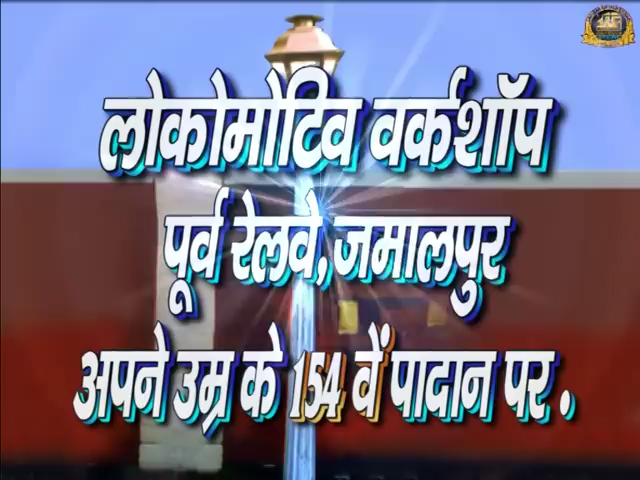 लोकोमोटिव वर्कशॉप
पूर्व रेलवे,जमालपुर
अपने उम्र के 154 वें पादान पर .